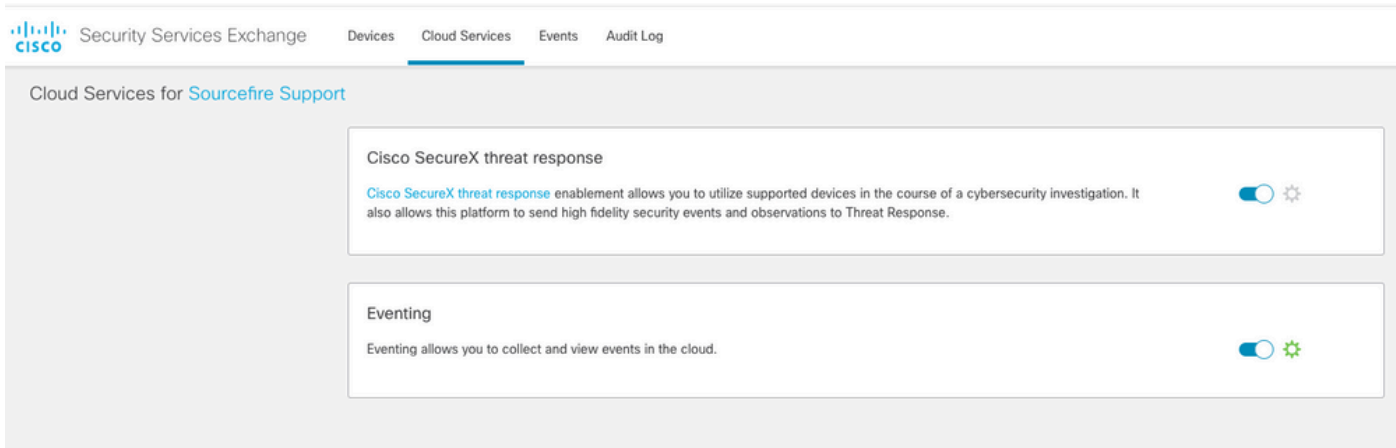 CISCO
Security Services Exchange
Devices
Cloud Services
Events
Audit Log
Cloud Services for Sourcefire Support
Cisco SecureX threat response
Cisco SecureX threat response enablement allows you to utilize supported devices in the course of a cybersecurity investigation. It
also allows this platform to send high fidelity security events and observations to Threat Response.
Eventing
Eventing allows you to collect and view events in the cloud.